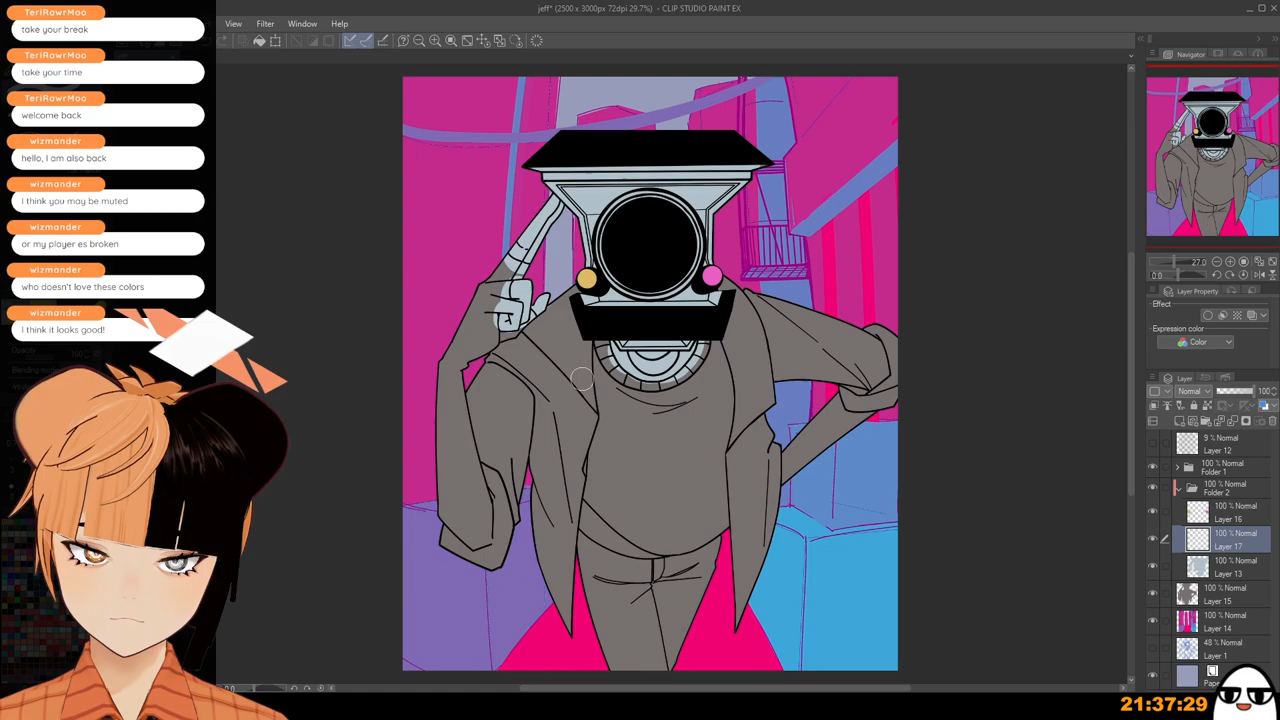 jeff* (2500 x 3000px 72dpi 29.7%) - CLIP STUDIO PAINT EX
View Filter Window Help
TeriRawrMoo
take your break
TeriRawrMoo
take your time
TeriRawrMoo
welcome back
wizmander
hello, I am also back
wizmander
I think you may be muted
wizmander
or my player es broken
wizmander
who doesn't love these colors
wizmander
I think it looks good!
Navigator
27.0
0.0
Layer Property
Effect
Expression color
Color
Layer
Normal
100
9 % Normal
Layer 12
100 % Normal
Folder 1
100 % Normal
Folder 2
100 % Normal
Layer 16
100 % Normal
Layer 17
100 % Normal
Layer 13
100 % Normal
Layer 15
100 % Normal
Layer 14
48 % Normal
Layer 1
21:37:29